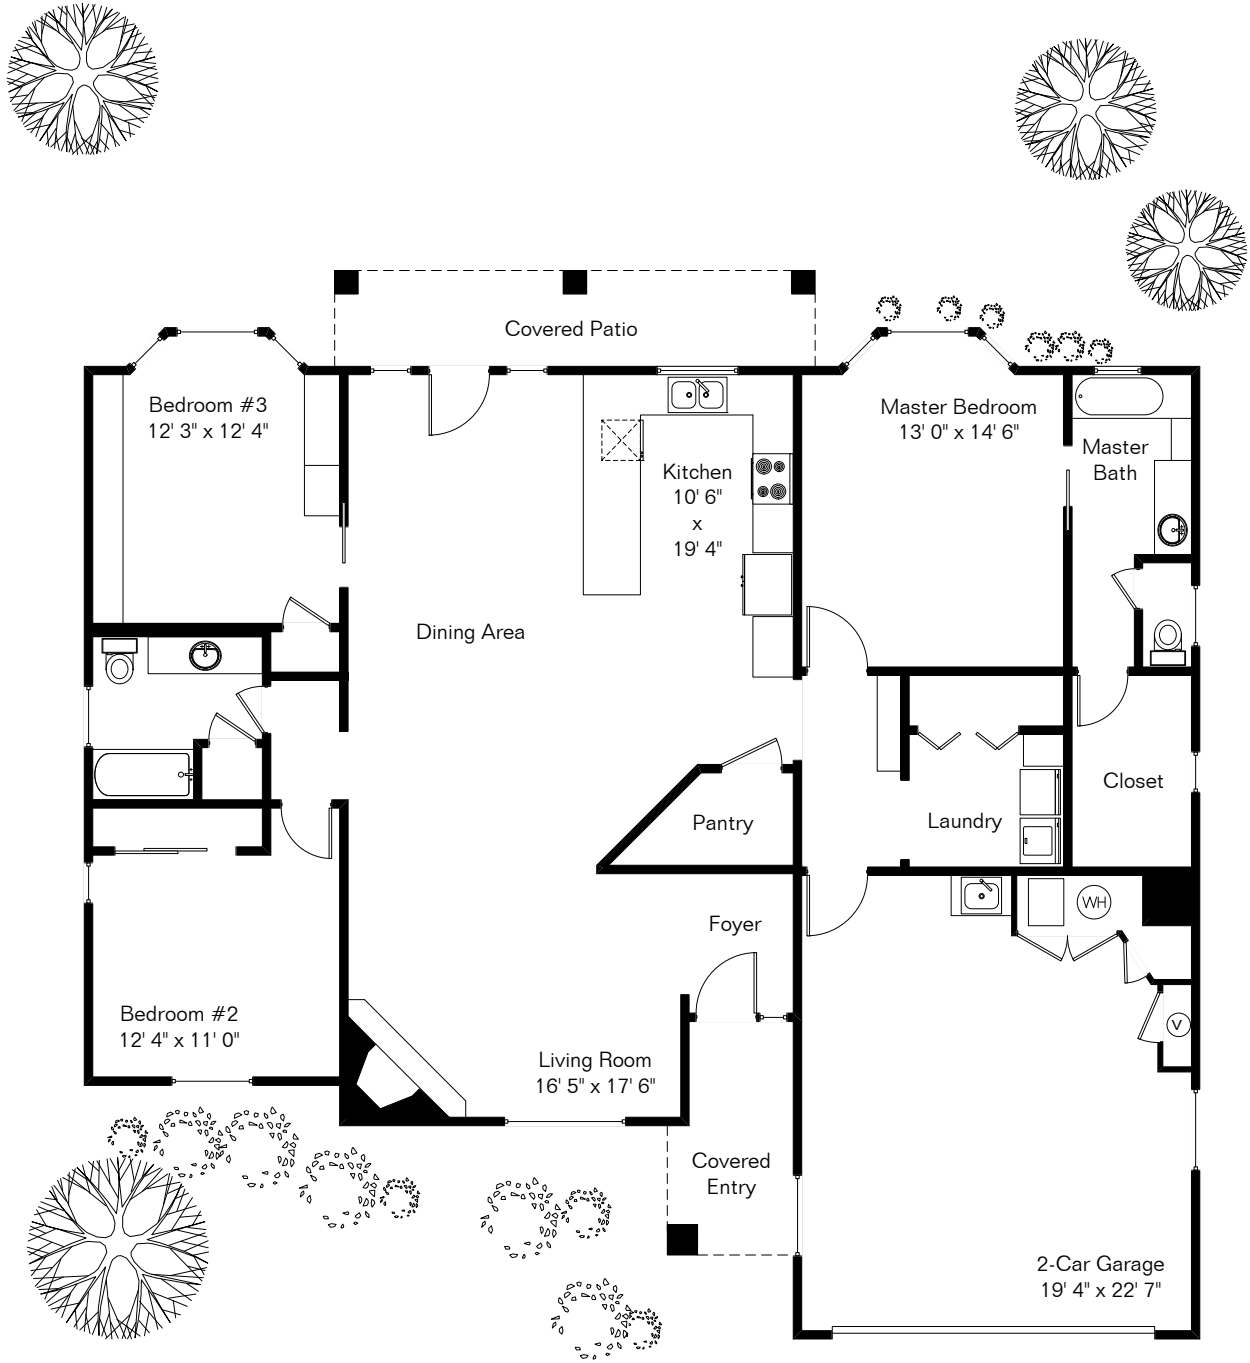 Covered Patio
Bedroom #3
12' 3" x 12' 4"
Master Bedroom
13' 0" x 14' 6"
Master
Bath
Kitchen
10' 6"
x
19' 4"
Dining Area
Closet
Pantry
Laundry
WH
Foyer
Bedroom #2
12' 4" x 11' 0"
V
Living Room
16' 5" x 17' 6"
Covered
Entry
2-Car Garage
19' 4" x 22' 7"